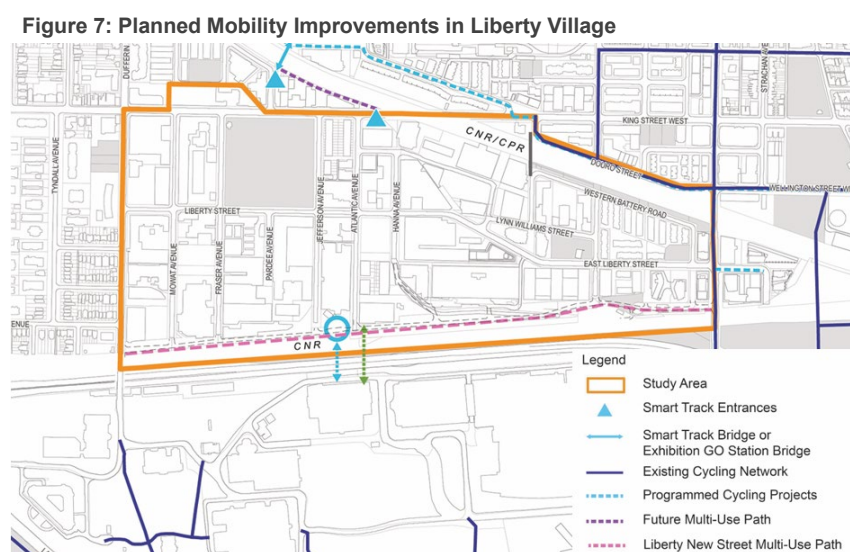 Figure 7: Planned Mobility Improvements in Liberty Village
DUFFERIN
STRACHAN AVE
KING STREET WEST
CNR/CPR
DOURO STREET
TYNDALL AVENUE
WELLINGTON STREET W
WESTERN BATTERY ROAD
LIBERTY STREET
JEFFERSON AVENUE
ATLANTIC AVENUE
HANNA AVENUE
LYNN WILLIAMS STREET
MOWAT AVENUE
FRASER AVENUE
PARDEE AVENUE
EAST LIBERTY STREET
ENUE
CNR
Legend
Study Area
Smart Track Entrances
Smart Track Bridge or
Exhibition GO Station Bridge
Existing Cycling Network
Programmed Cycling Projects
Future Multi-Use Path
Liberty New Street Multi-Use Path